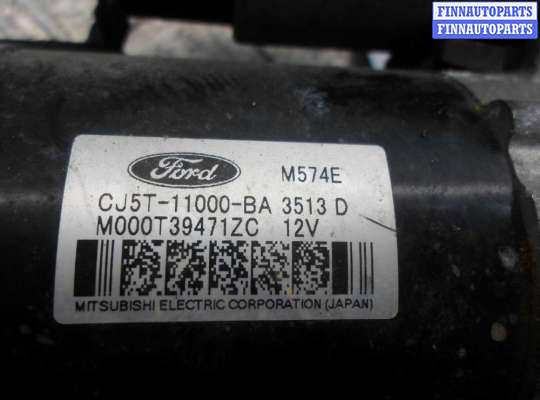 FINNAUTOPARTS
FINNAUTOPARTS
Ford M574E
CJ5T-11000-BA 3513 D
M000T39471ZC 12V
MITSUBISHI ELECTRIC CORPORATION (JAPAN)